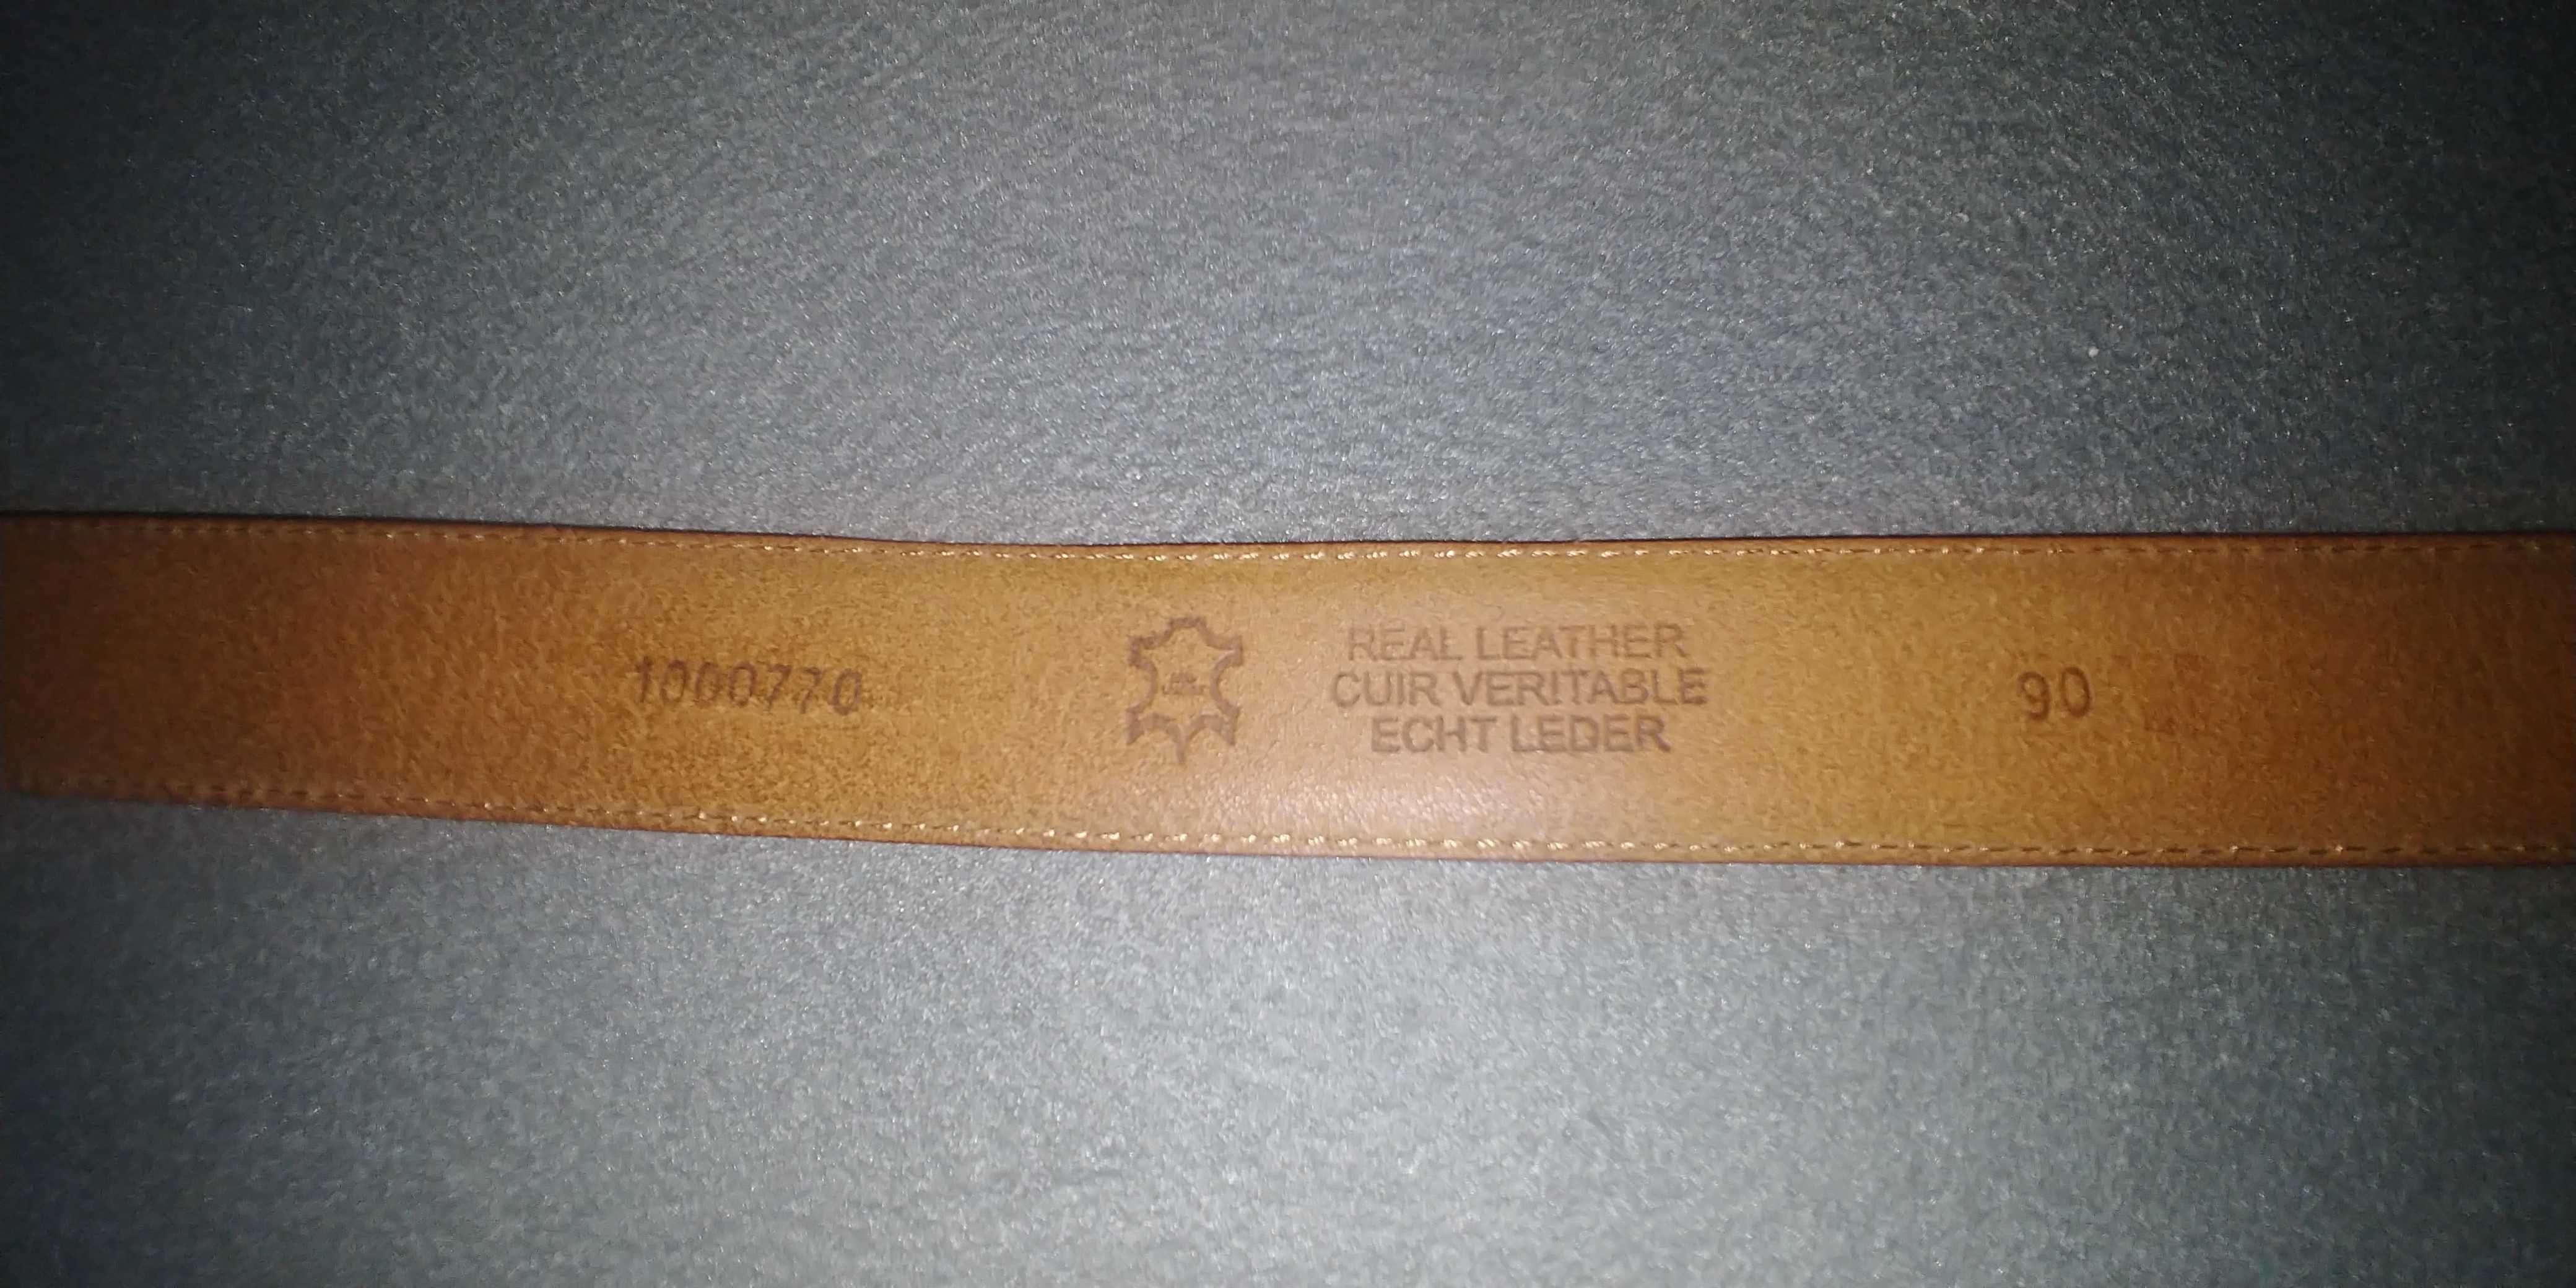 1000770
REAL LEATHER
CUIR VERITABLE
ECHT LEDER
90